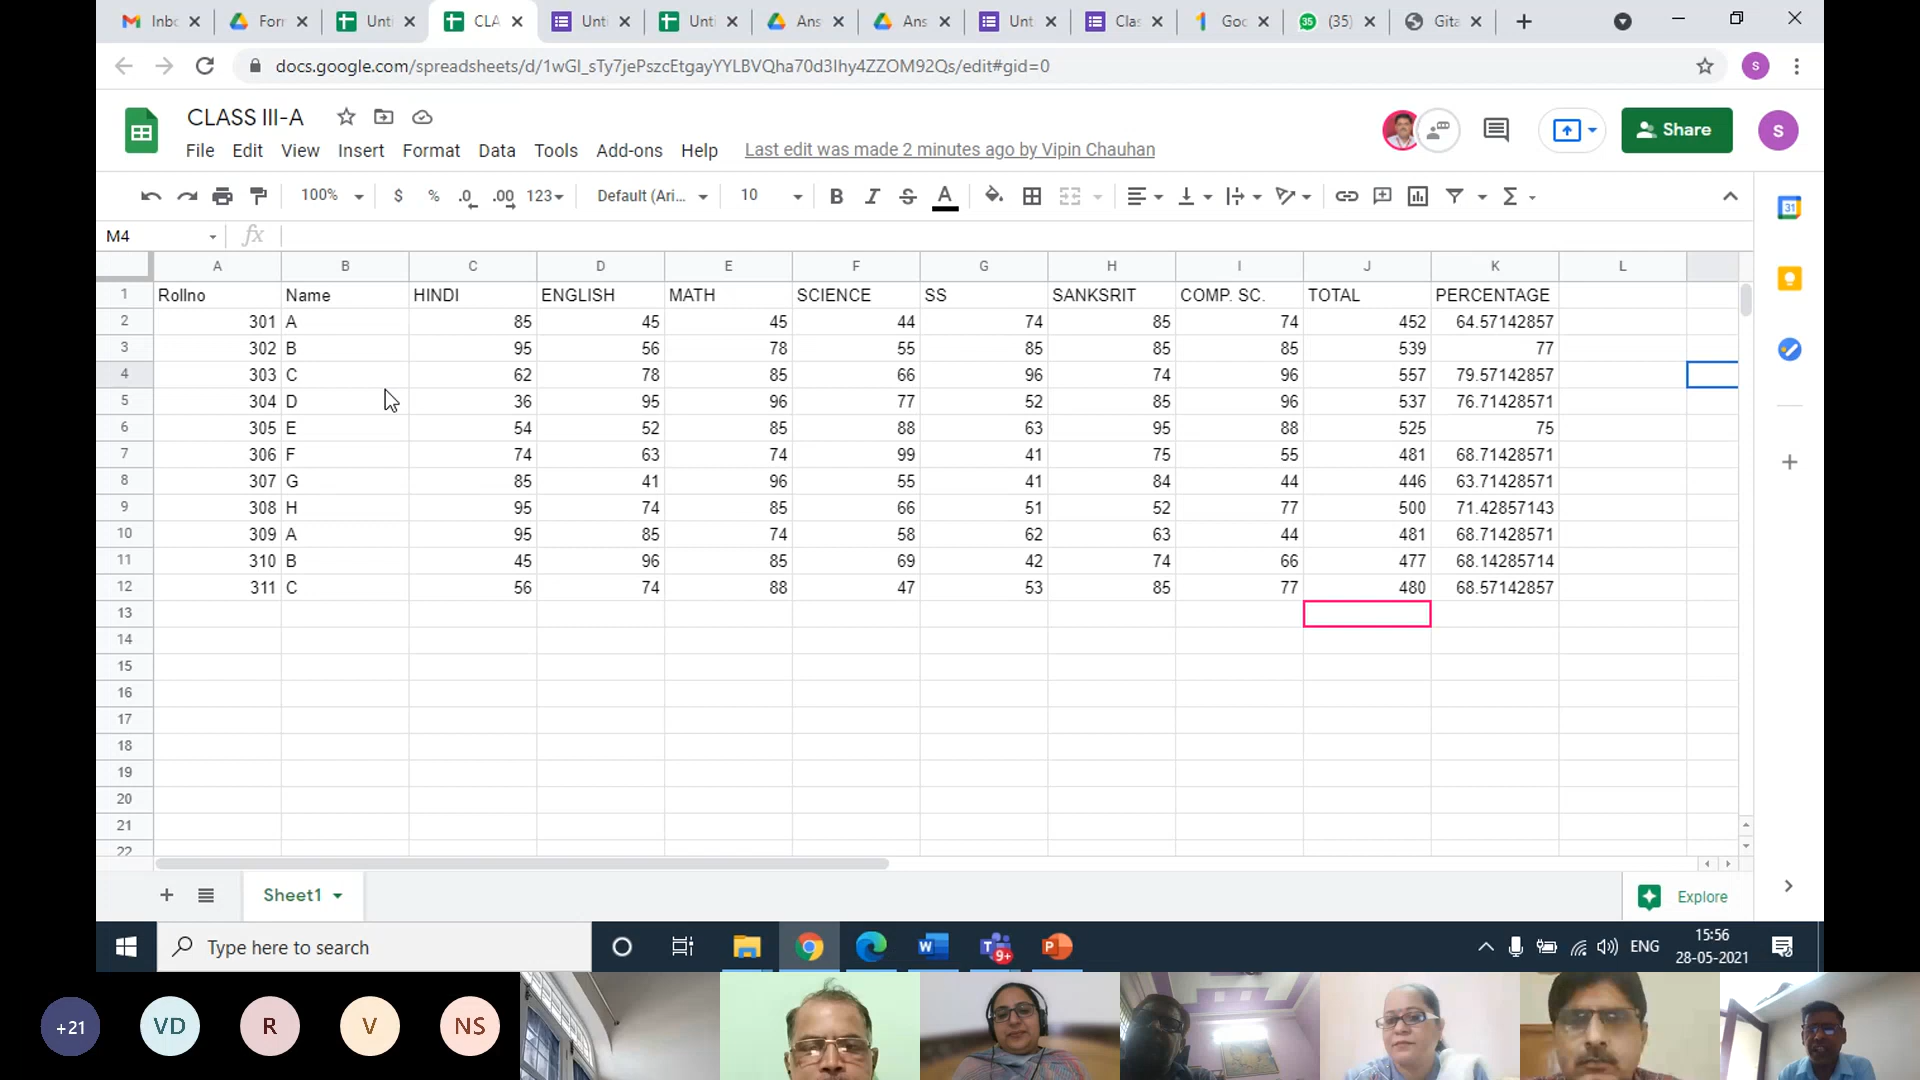 Inbc Forr Unti CLA Unti Unti Ans Ans Unt Clas Goc (35) Gita
docs.google.com/spreadsheets/d/1wGl_sTy7jePszcEtgayYYLBVQha70d3Ihy4ZZOM92Qs/edit#gid=0 S
CLASS III-A
File Edit View Insert Format Data Tools Add-ons Help Last edit was made 2 minutes ago by Vipin Chauhan Share S
100% $ % .0 .00 123 Default (Ari... 10 B I S A Σ 31
M4 fx
A B C D E F G H I J K L
1 Rollno Name HINDI ENGLISH MATH SCIENCE SS SANKSRIT COMP. SC. TOTAL PERCENTAGE
2 301 A 85 45 45 44 74 85 74 452 64.57142857
3 302 B 95 56 78 55 85 85 85 539 77
4 303 C 62 78 85 66 96 74 96 557 79.57142857
5 304 D 36 95 96 77 52 85 96 537 76.71428571
6 305 E 54 52 85 88 63 95 88 525 75
7 306 F 74 63 74 99 41 75 55 481 68.71428571
8 307 G 85 41 96 55 41 84 44 446 63.71428571
9 308 H 95 74 85 66 51 52 77 500 71.42857143
10 309 A 95 85 74 58 62 63 44 481 68.71428571
11 310 B 45 96 85 69 42 74 66 477 68.14285714
12 311 C 56 74 88 47 53 85 77 480 68.57142857
13
14
15
16
17
18
19
20
21
22
Sheet1 Explore
Type here to search 9+ ENG 15:56
28-05-2021
+21 VD R V NS